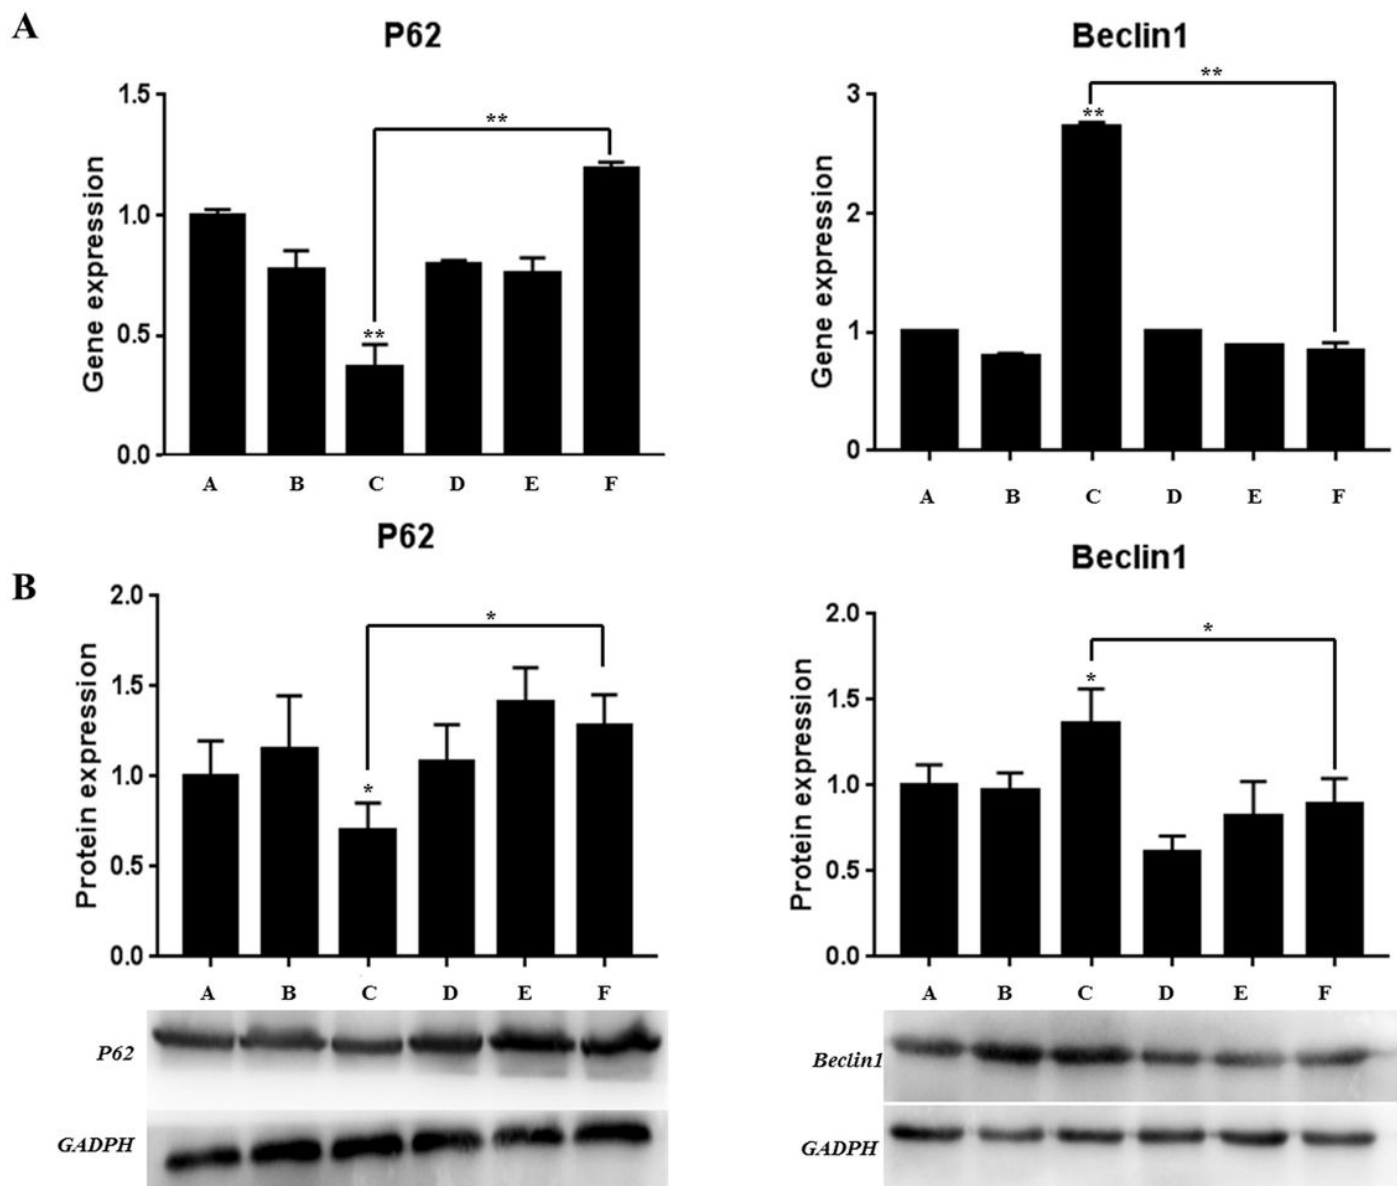 A
P62
Gene expression
1.5
1.0
0.5
0.0
**
**
A B C D E F
Beclin1
Gene expression
3
2
1
0
**
**
A B C D E F
B
P62
Protein expression
2.0
1.5
1.0
0.5
0.0
*
*
A B C D E F
P62
GADPH
Beclin1
Protein expression
2.0
1.5
1.0
0.5
0.0
*
*
A B C D E F
Beclin1
GADPH